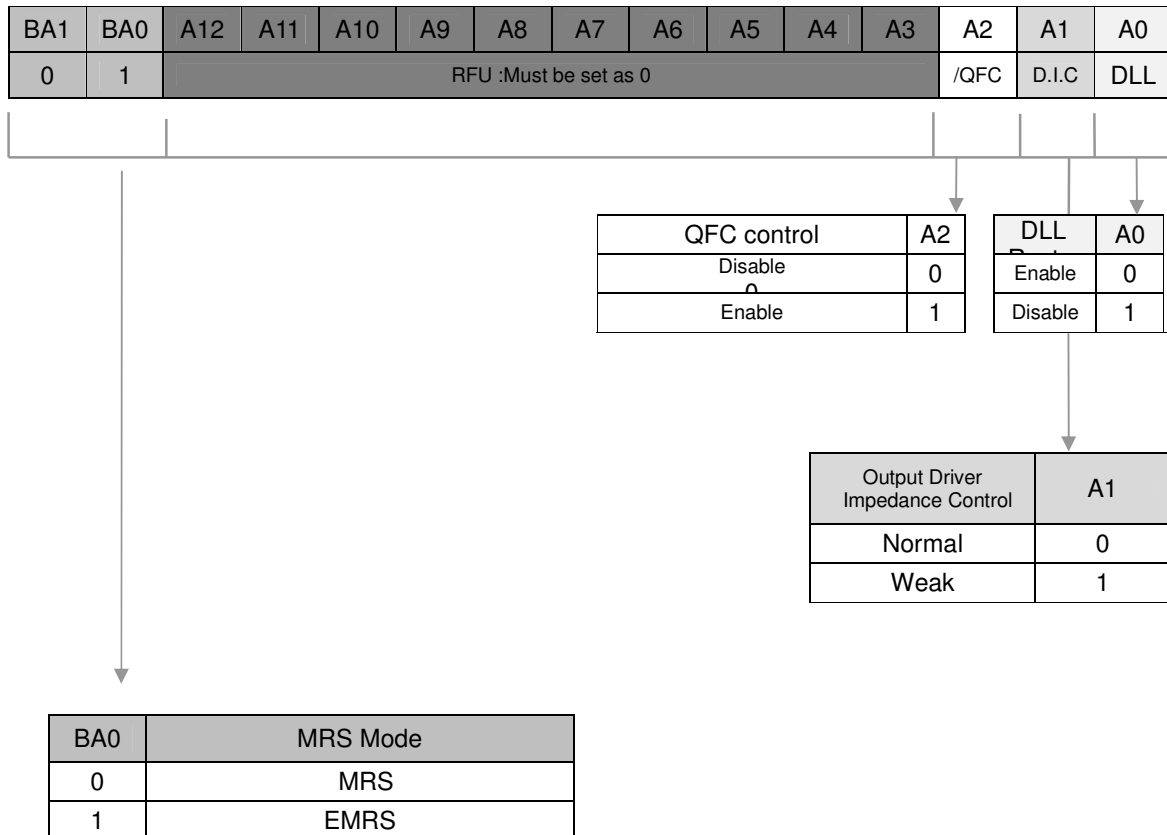 BA1 BA0 A12 A11 A10 A9 A8 A7 A6 A5 A4 A3 A2 A1 A0
0 1 RFU :Must be set as 0 /QFC D.I.C DLL
QFC control A2
Disable 0
Enable 1
DLL A0
Enable 0
Disable 1
Output Driver
Impedance Control A1
Normal 0
Weak 1
BA0 MRS Mode
0 MRS
1 EMRS